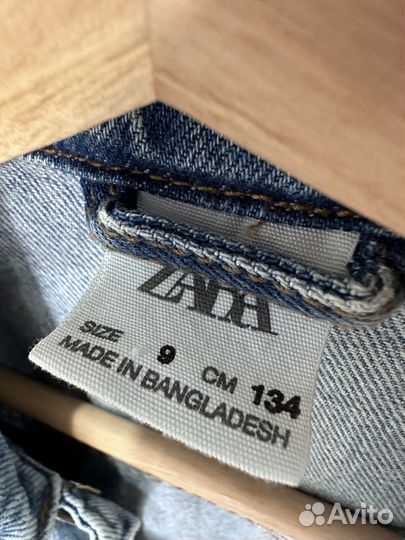 ZARA
SIZE 9 CM 134
MADE IN BANGLADESH
Avito